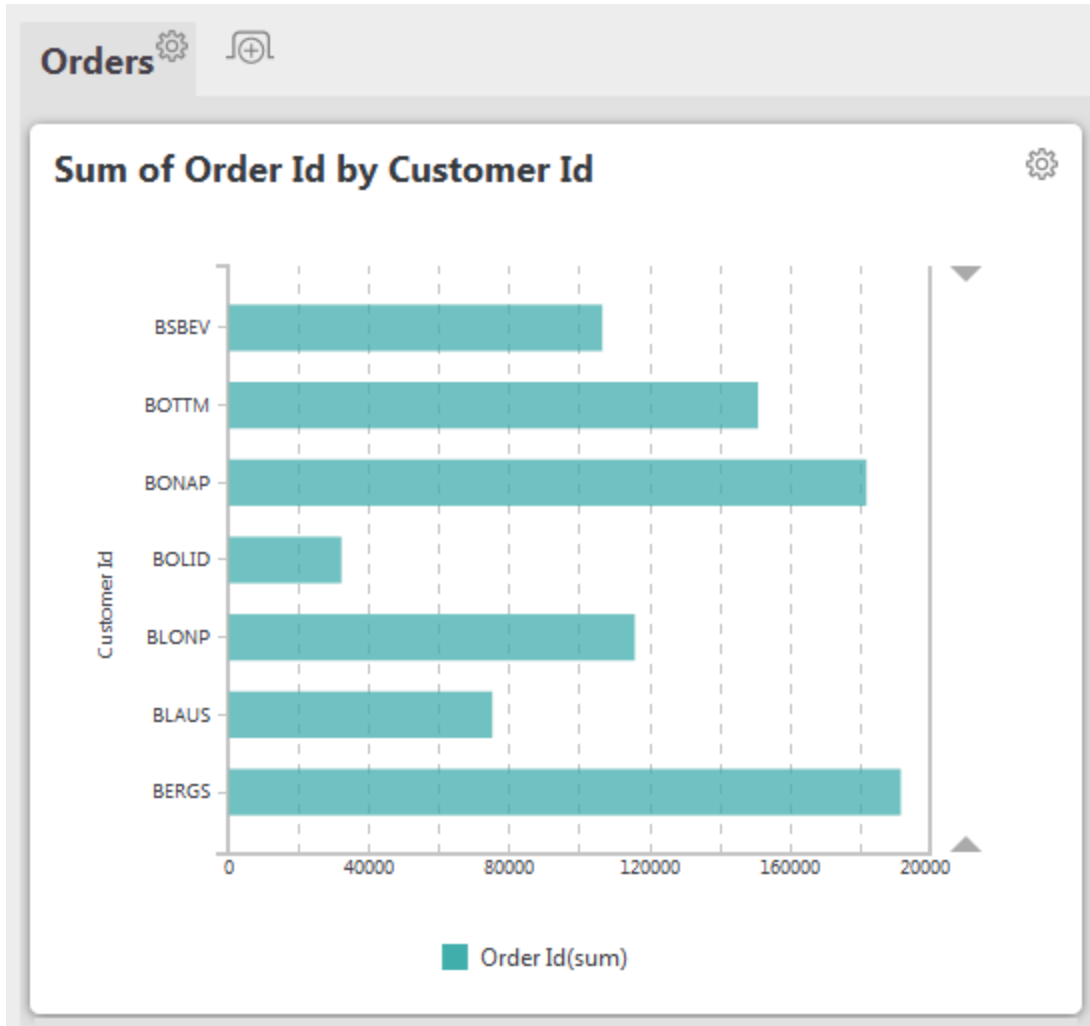 Orders
Sum of Order Id by Customer Id
BSBEV
BOTTM
BONAP
BOLID
BLONP
BLAUS
BERGS
Customer Id
0 40000 80000 120000 160000 20000
Order Id(sum)